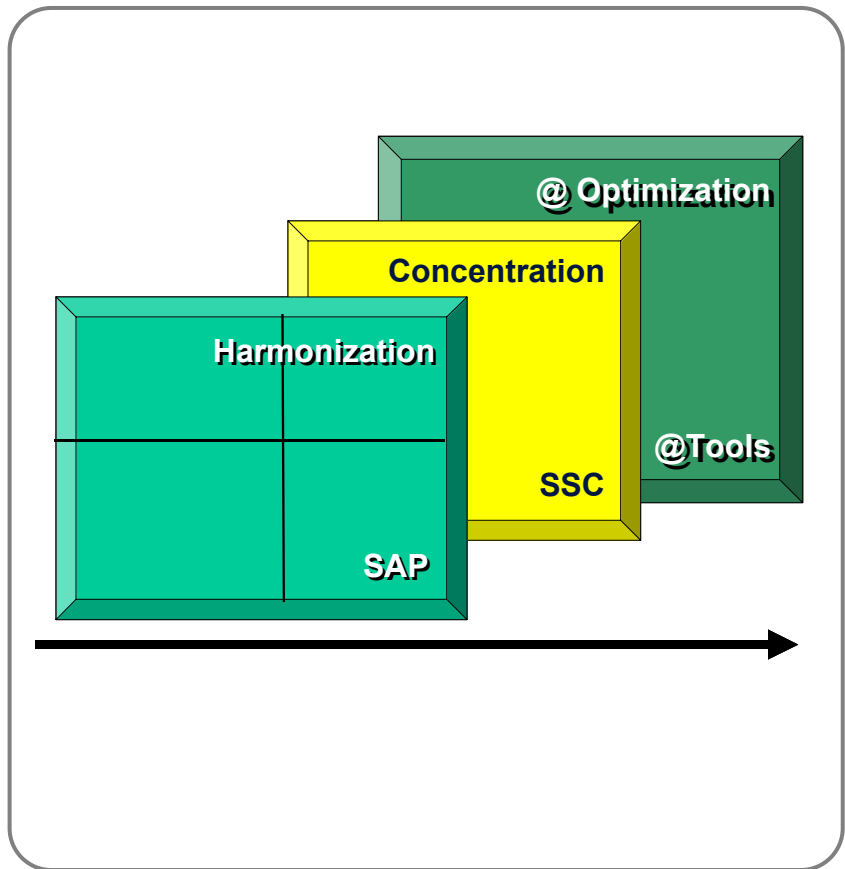 @ Optimization
Concentration
Harmonization
@Tools
SSC
SAP